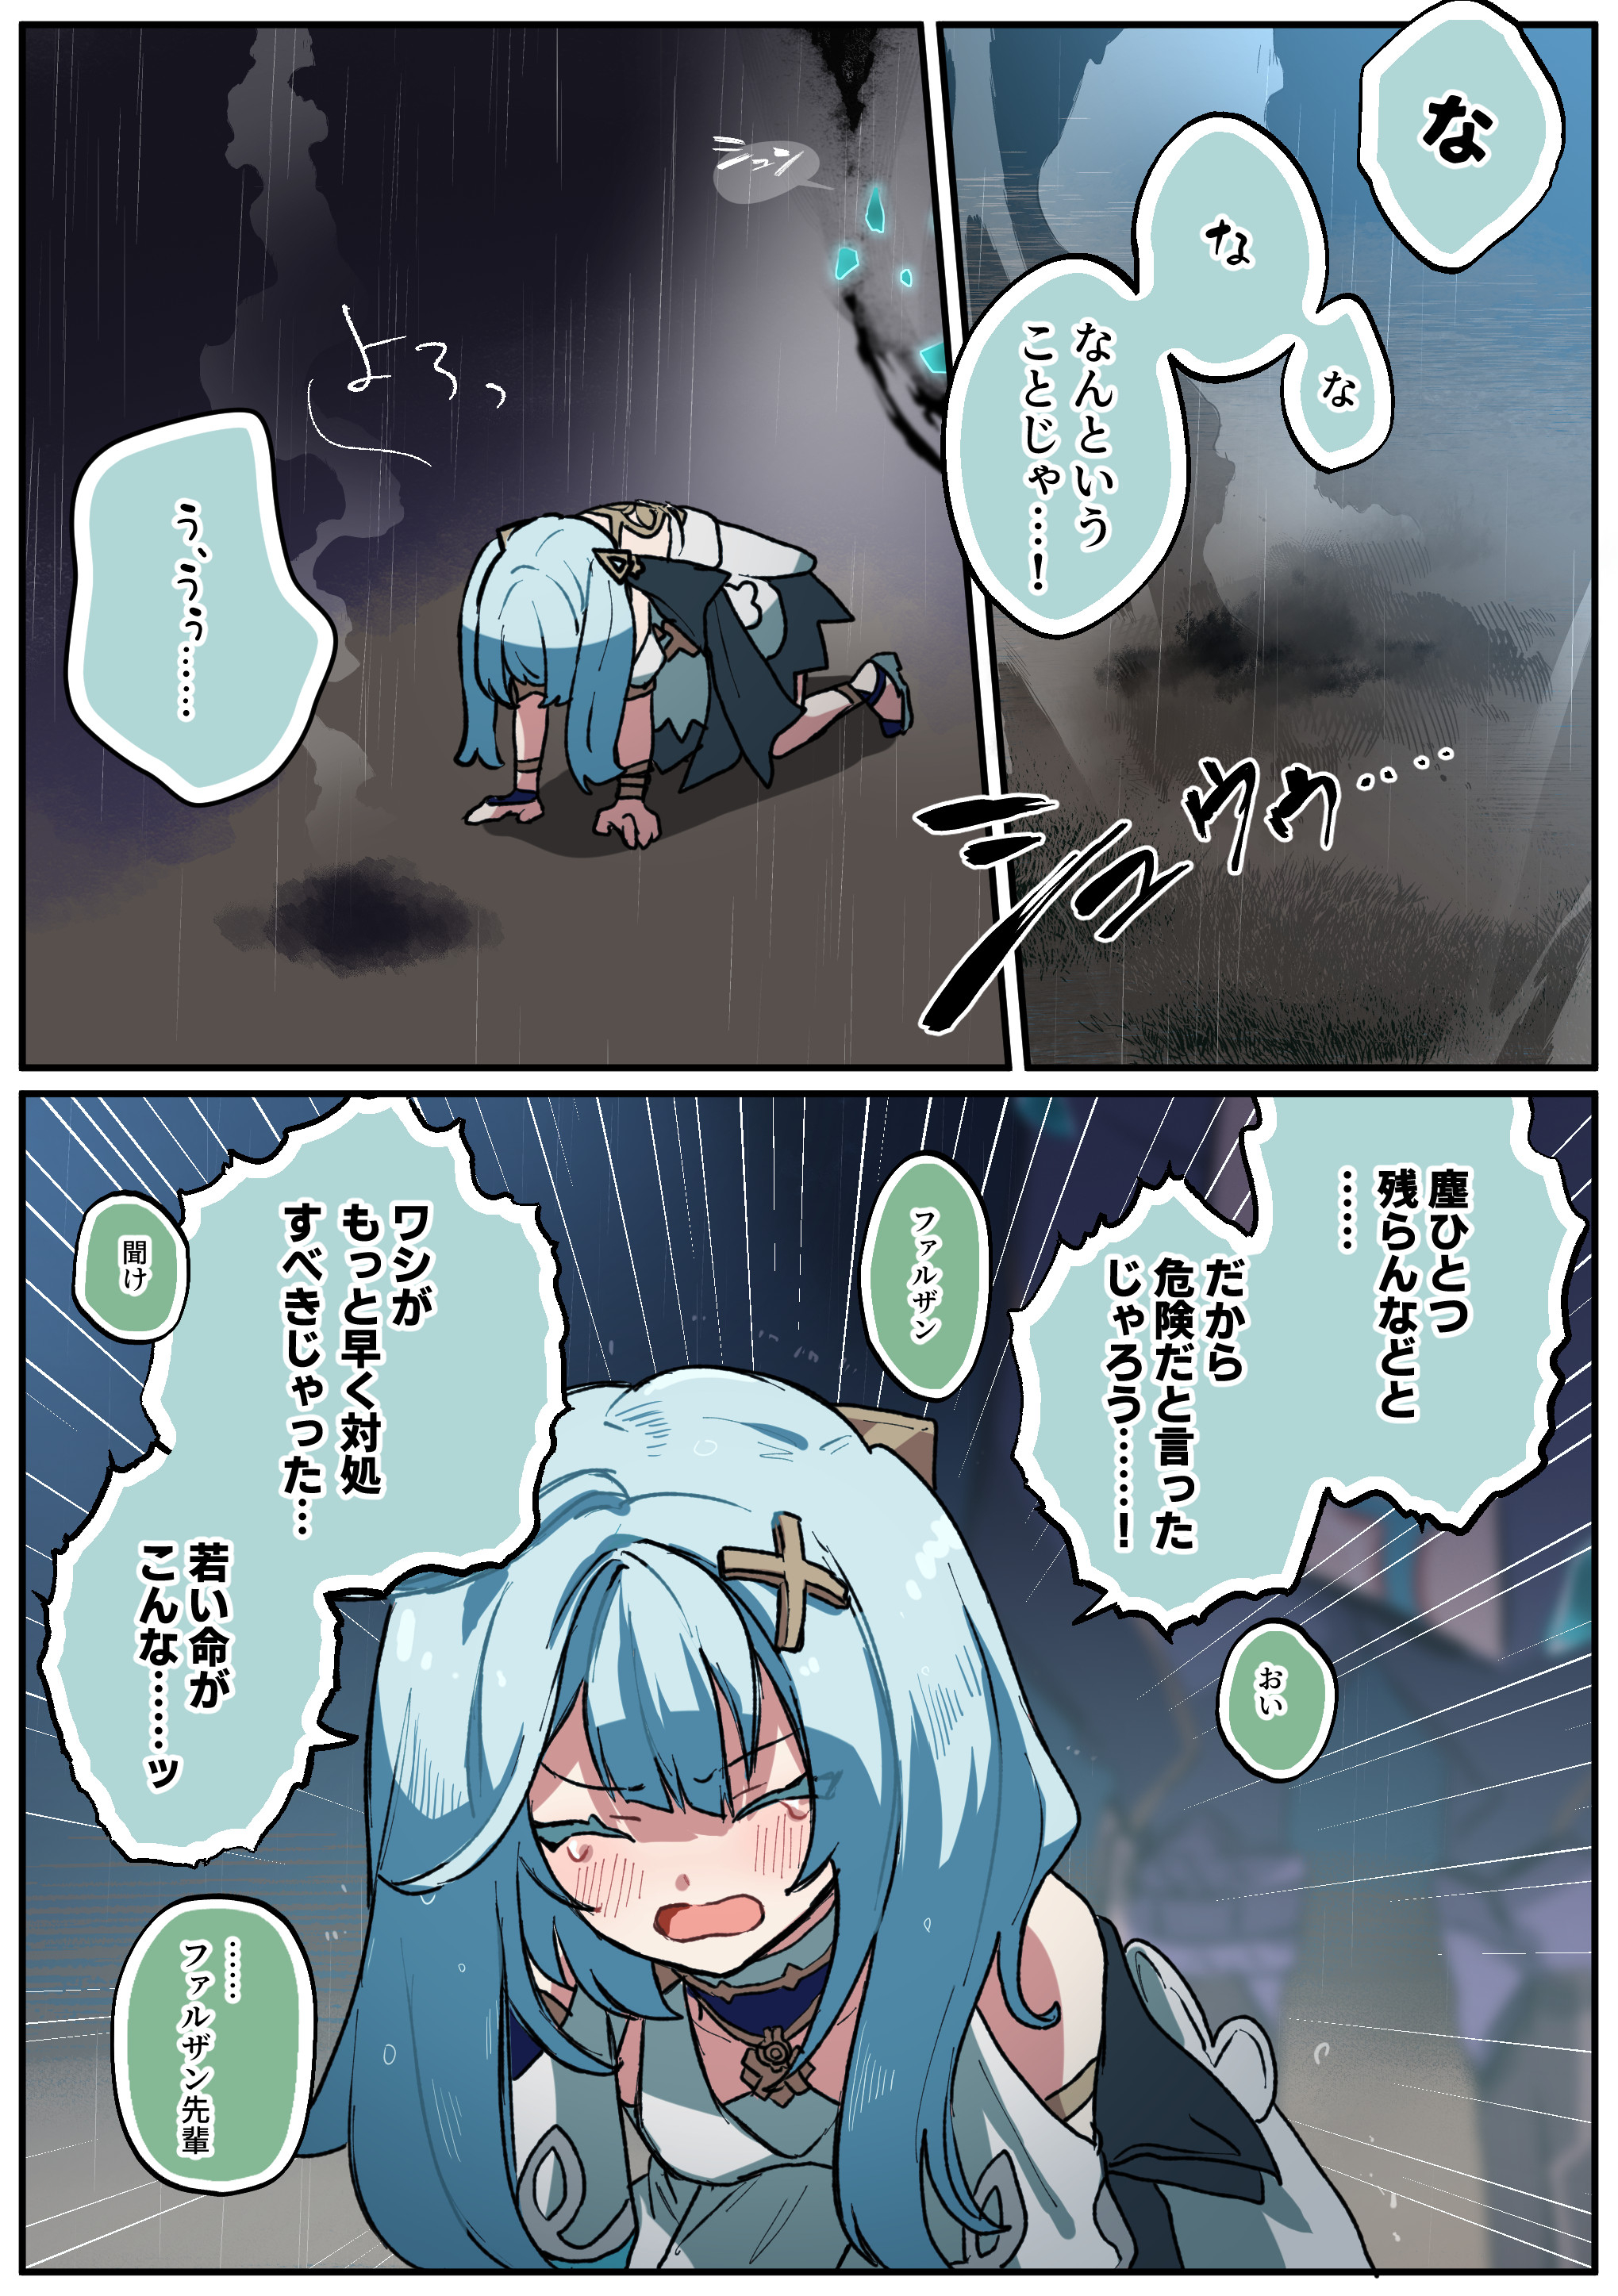 な
な
な
なんという
ことじゃ…!
シュウゥ‥‥
シュン
よろっ
う、うぅ……
塵ひとつ
残らんなどと
……
だから
危険だと言った
じゃろう……!
おい
ファルザン
ワシが
もっと早く対処
すべきじゃった…
若い命が
こんな……ッ
聞け
……
ファルザン先輩